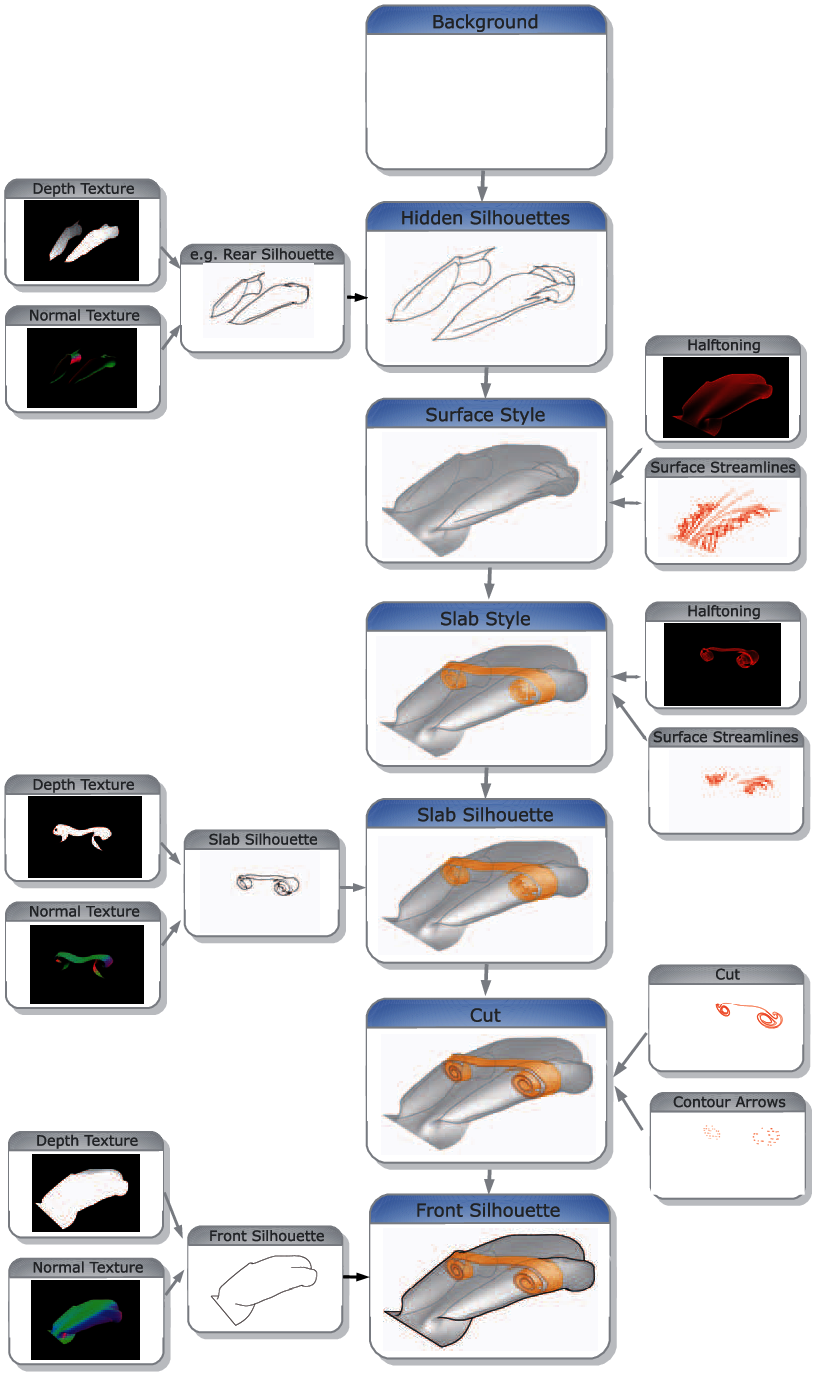 Background
Depth Texture
Hidden Silhouettes
e.g. Rear Silhouette
Normal Texture
Halftoning
Surface Style
Surface Streamlines
Slab Style
Halftoning
Surface Streamlines
Depth Texture
Slab Silhouette
Slab Silhouette
Normal Texture
Cut
Cut
Contour Arrows
Depth Texture
Front Silhouette
Front Silhouette
Normal Texture